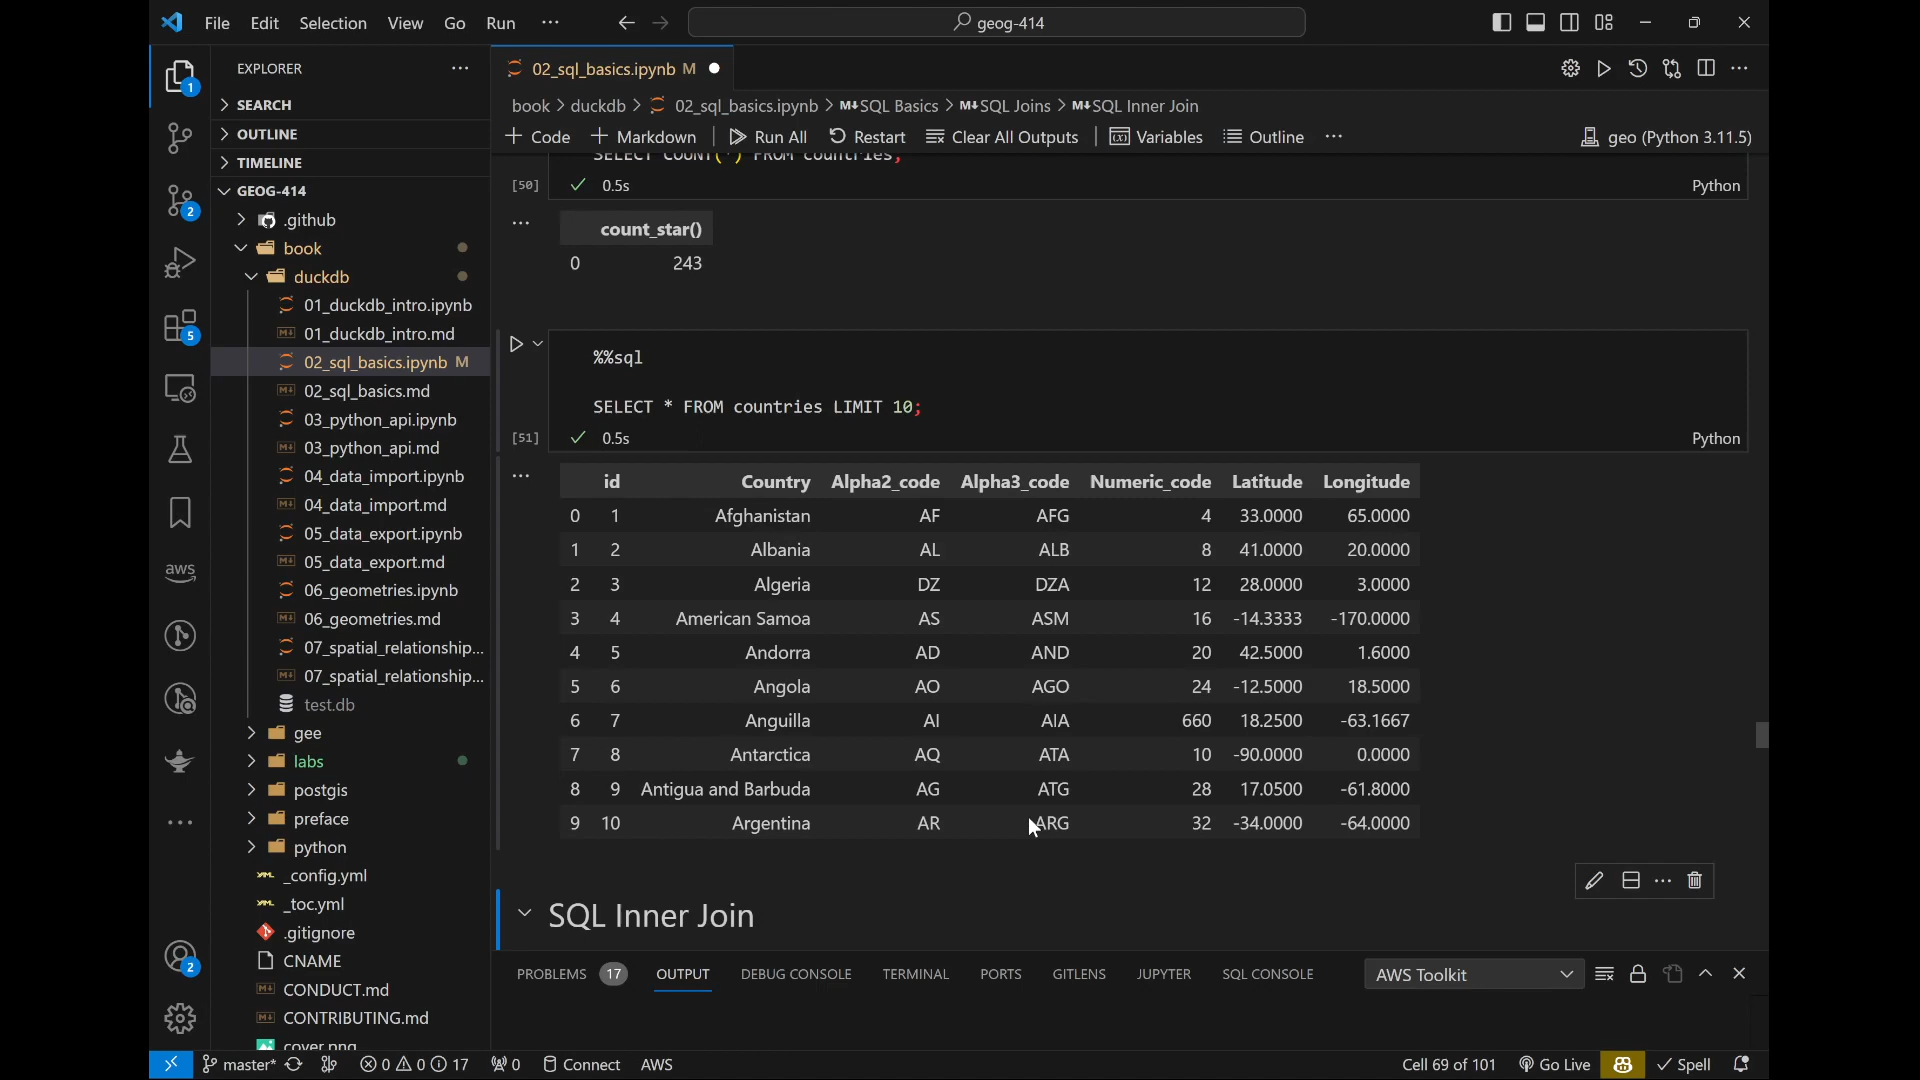 File Edit Selection View Go Run ··· geog-414
EXPLORER ···
SEARCH
OUTLINE
TIMELINE
GEOG-414
.github
book
duckdb
01_duckdb_intro.ipynb
01_duckdb_intro.md
02_sql_basics.ipynb M
02_sql_basics.md
03_python_api.ipynb
03_python_api.md
04_data_import.ipynb
04_data_import.md
05_data_export.ipynb
05_data_export.md
06_geometries.ipynb
06_geometries.md
07_spatial_relationship...
07_spatial_relationship...
test.db
gee
labs
postgis
preface
python
_config.yml
_toc.yml
.gitignore
CNAME
CONDUCT.md
CONTRIBUTING.md
cover.png
1
2
5
aws
2
02_sql_basics.ipynb M
book > duckdb > 02_sql_basics.ipynb > SQL Basics > SQL Joins > SQL Inner Join
+ Code + Markdown Run All Restart Clear All Outputs Variables Outline ··· geo (Python 3.11.5)
SELECT COUNT(*) FROM countries;
[50] 0.5s Python
count_star()
0 243
%%sql
SELECT * FROM countries LIMIT 10;
[51] 0.5s Python
id Country Alpha2_code Alpha3_code Numeric_code Latitude Longitude
0 1 Afghanistan AF AFG 4 33.0000 65.0000
1 2 Albania AL ALB 8 41.0000 20.0000
2 3 Algeria DZ DZA 12 28.0000 3.0000
3 4 American Samoa AS ASM 16 -14.3333 -170.0000
4 5 Andorra AD AND 20 42.5000 1.6000
5 6 Angola AO AGO 24 -12.5000 18.5000
6 7 Anguilla AI AIA 660 18.2500 -63.1667
7 8 Antarctica AQ ATA 10 -90.0000 0.0000
8 9 Antigua and Barbuda AG ATG 28 17.0500 -61.8000
9 10 Argentina AR ARG 32 -34.0000 -64.0000
SQL Inner Join
PROBLEMS 17 OUTPUT DEBUG CONSOLE TERMINAL PORTS GITLENS JUPYTER SQL CONSOLE AWS Toolkit
master* 0 0 17 0 Connect AWS Cell 69 of 101 Go Live Spell